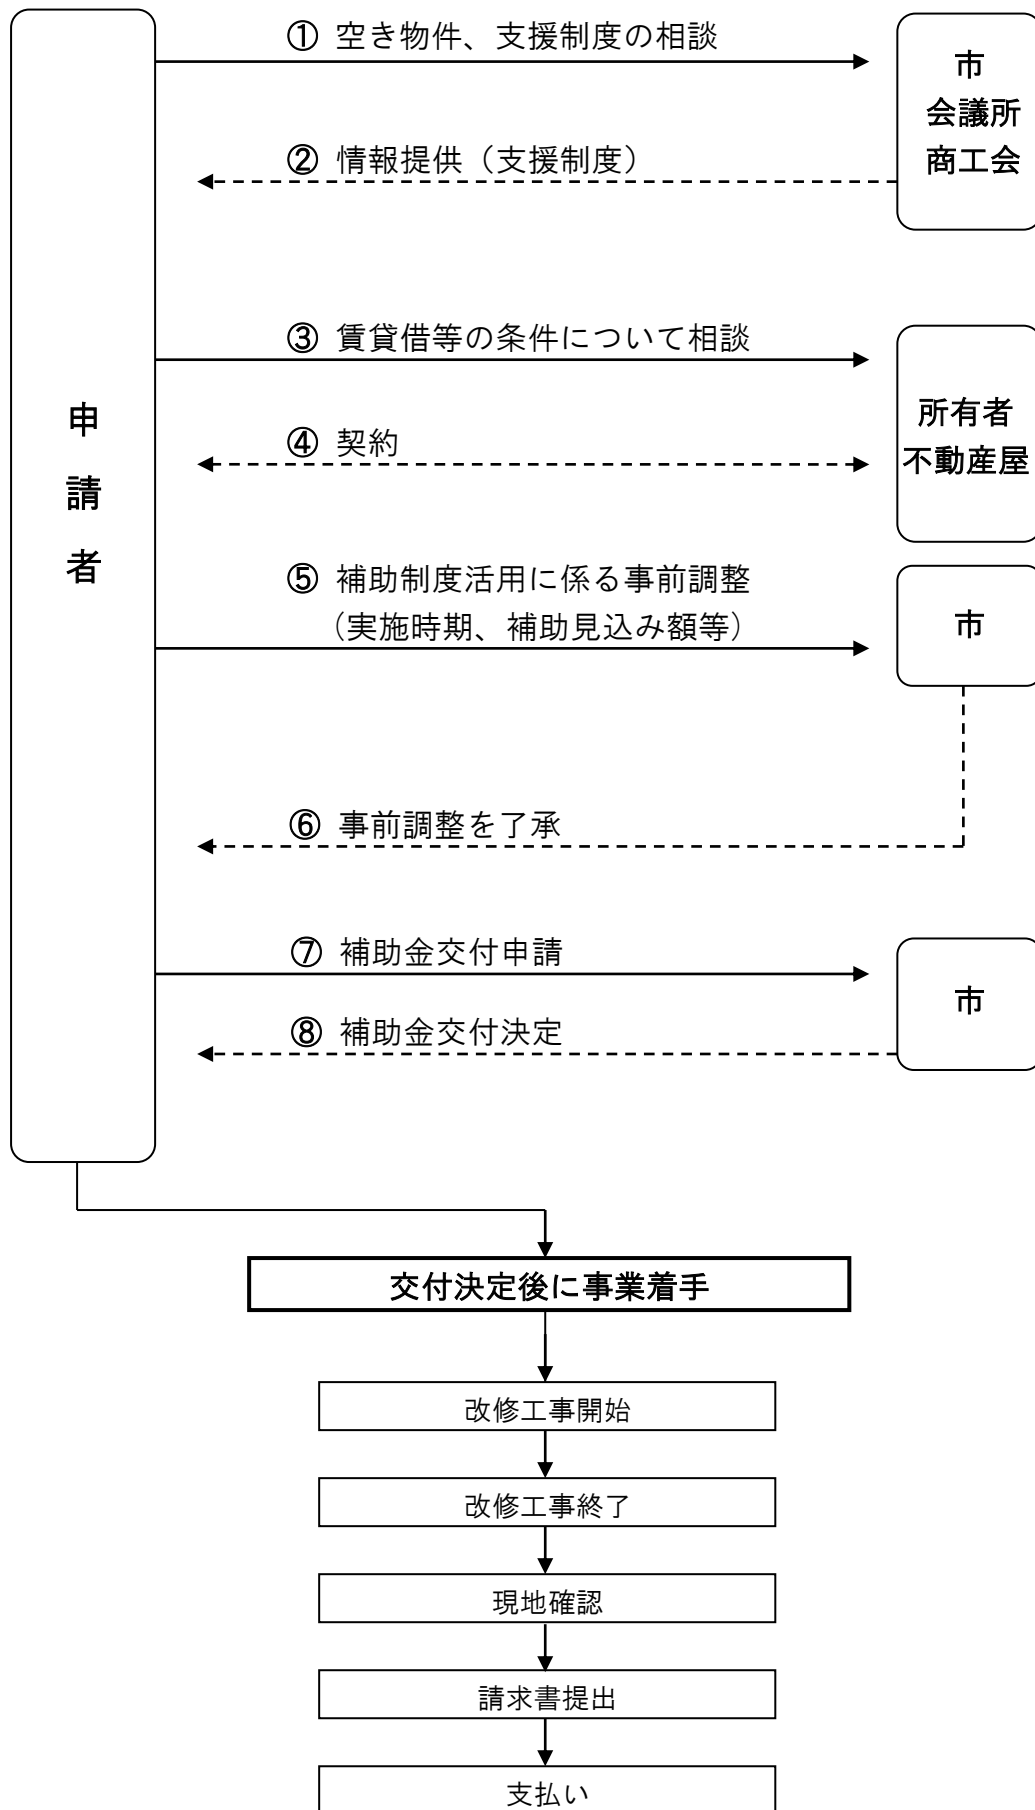 ① 空き物件、支援制度の相談
市
会議所
商工会
② 情報提供（支援制度）
③ 賃貸借等の条件について相談
所有者
不動産屋
④ 契約
申
請
者
⑤ 補助制度活用に係る事前調整
（実施時期、補助見込み額等）
市
⑥ 事前調整を了承
⑦ 補助金交付申請
市
⑧ 補助金交付決定
交付決定後に事業着手
改修工事開始
改修工事終了
現地確認
請求書提出
支払い